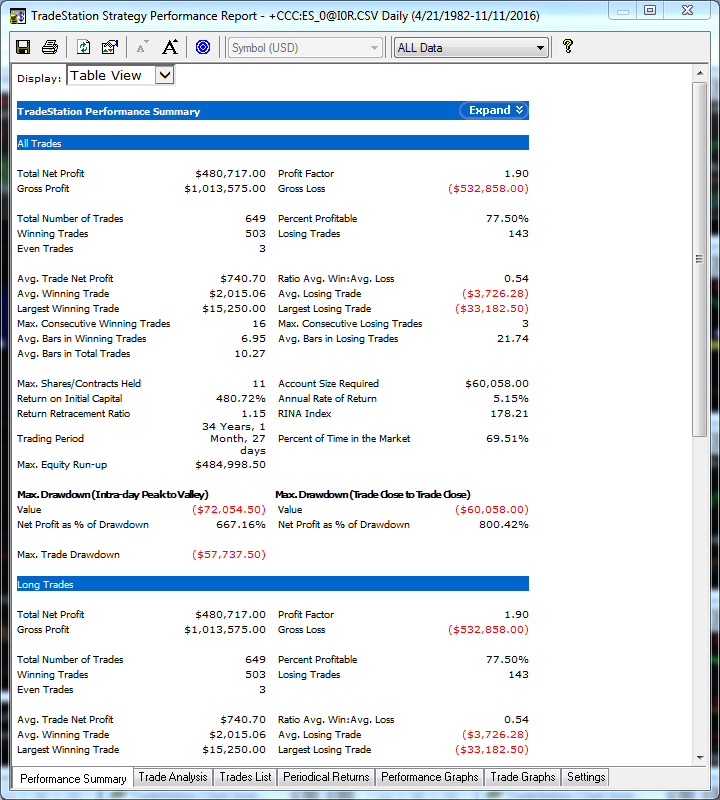 TradeStation Strategy Performance Report - +CCC:ES_0@I0R.CSV Daily (4/21/1982-11/11/2016)
Symbol (USD) ALL Data
Display: Table View
TradeStation Performance Summary Expand
All Trades
Total Net Profit $480,717.00 Profit Factor 1.90
Gross Profit $1,013,575.00 Gross Loss ($532,858.00)
Total Number of Trades 649 Percent Profitable 77.50%
Winning Trades 503 Losing Trades 143
Even Trades 3
Avg. Trade Net Profit $740.70 Ratio Avg. Win:Avg. Loss 0.54
Avg. Winning Trade $2,015.06 Avg. Losing Trade ($3,726.28)
Largest Winning Trade $15,250.00 Largest Losing Trade ($33,182.50)
Max. Consecutive Winning Trades 16 Max. Consecutive Losing Trades 3
Avg. Bars in Winning Trades 6.95 Avg. Bars in Losing Trades 21.74
Avg. Bars in Total Trades 10.27
Max. Shares/Contracts Held 11 Account Size Required $60,058.00
Return on Initial Capital 480.72% Annual Rate of Return 5.15%
Return Retracement Ratio 1.15 RINA Index 178.21
Trading Period 34 Years, 1 Month, 27 days Percent of Time in the Market 69.51%
Max. Equity Run-up $484,998.50
Max. Drawdown (Intra-day Peak to Valley) Max. Drawdown (Trade Close to Trade Close)
Value ($72,054.50) Value ($60,058.00)
Net Profit as % of Drawdown 667.16% Net Profit as % of Drawdown 800.42%
Max. Trade Drawdown ($57,737.50)
Long Trades
Total Net Profit $480,717.00 Profit Factor 1.90
Gross Profit $1,013,575.00 Gross Loss ($532,858.00)
Total Number of Trades 649 Percent Profitable 77.50%
Winning Trades 503 Losing Trades 143
Even Trades 3
Avg. Trade Net Profit $740.70 Ratio Avg. Win:Avg. Loss 0.54
Avg. Winning Trade $2,015.06 Avg. Losing Trade ($3,726.28)
Largest Winning Trade $15,250.00 Largest Losing Trade ($33,182.50)
Performance Summary Trade Analysis Trades List Periodical Returns Performance Graphs Trade Graphs Settings